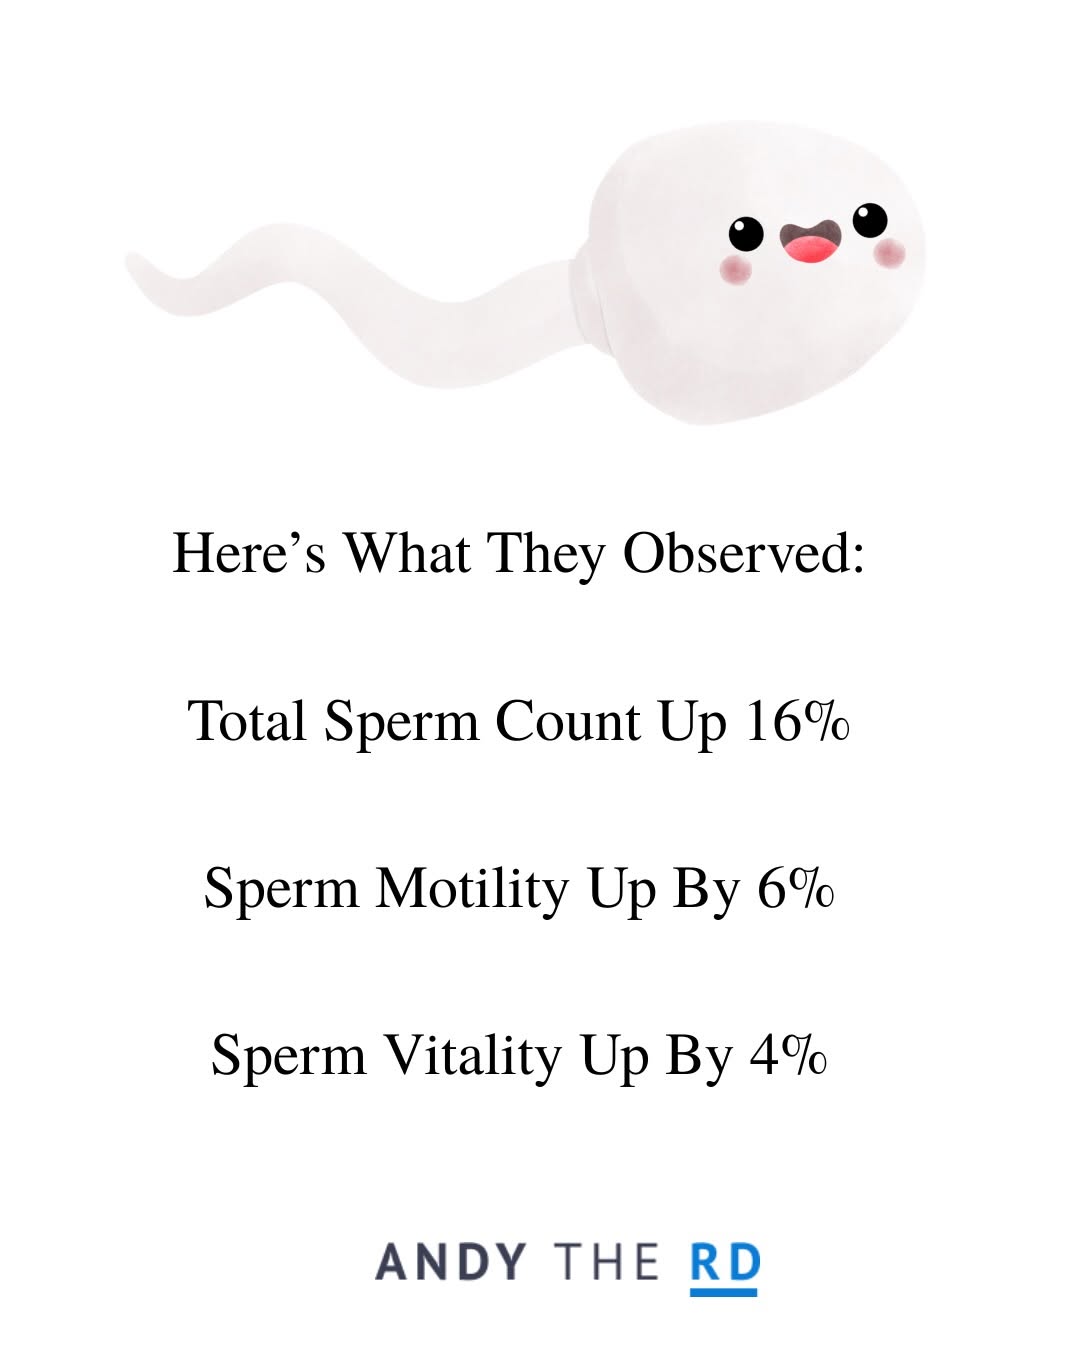 Here’s What They Observed:
Total Sperm Count Up 16%
Sperm Motility Up By 6%
Sperm Vitality Up By 4%
ANDY THE RD